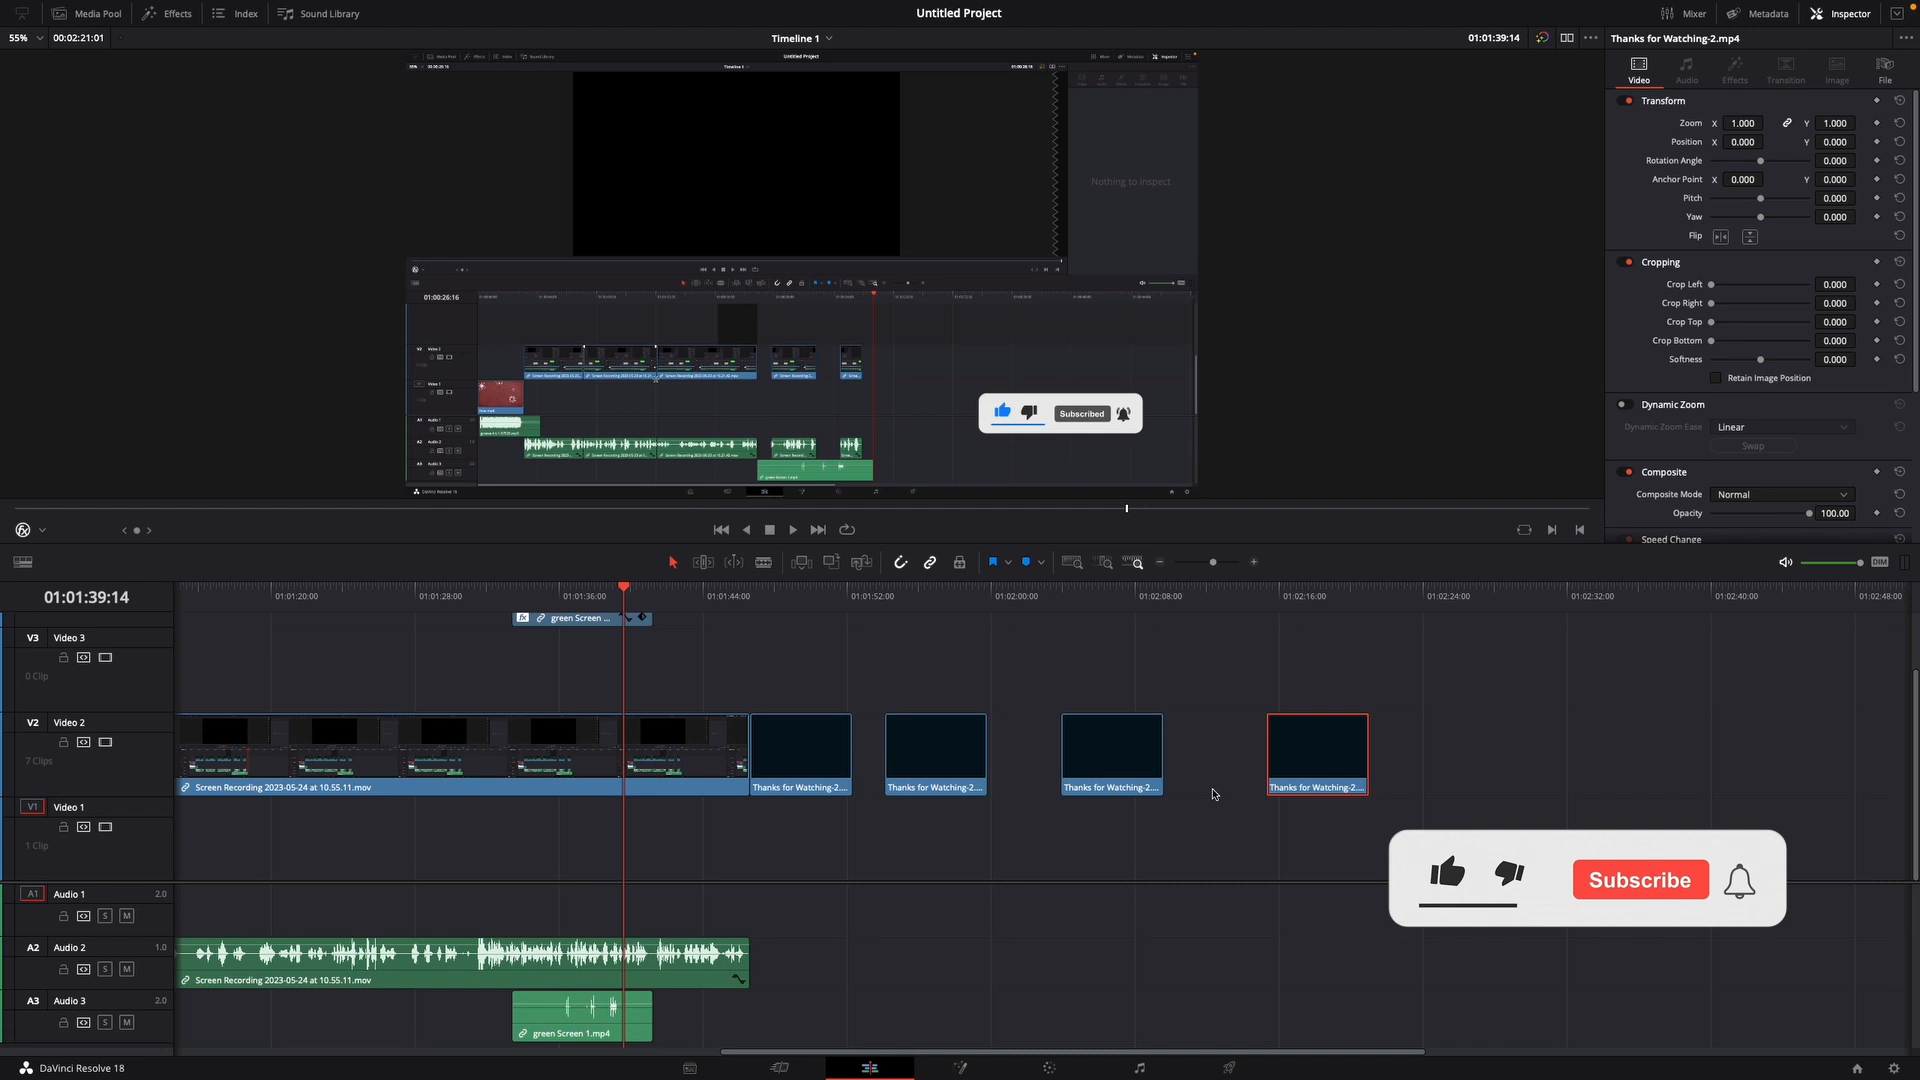 Media Pool
Effects
Index
Sound Library
Untitled Project
Mixer
Metadata
Inspector
55%
00:02:21:01
Timeline 1
01:01:39:14
Thanks for Watching-2.mp4
Video
Audio
Effects
Transition
Image
File
Transform
Zoom X 1.000 Y 1.000
Position X 0.000 Y 0.000
Rotation Angle 0.000
Anchor Point X 0.000 Y 0.000
Pitch 0.000
Yaw 0.000
Flip
Cropping
Crop Left 0.000
Crop Right 0.000
Crop Top 0.000
Crop Bottom 0.000
Softness 0.000
Retain Image Position
Dynamic Zoom
Dynamic Zoom Ease Linear
Swap
Composite
Composite Mode Normal
Opacity 100.00
Speed Change
Untitled Project
Timeline 1
Nothing to inspect
01:00:26:16
Subscribed
DaVinci Resolve 18
DIM
01:01:39:14
01:01:20:00
01:01:28:00
01:01:36:00
01:01:44:00
01:01:52:00
01:02:00:00
01:02:08:00
01:02:16:00
01:02:24:00
01:02:32:00
01:02:40:00
01:02:48:00
green Screen ...
V3 Video 3
0 Clip
V2 Video 2
7 Clips
Screen Recording 2023-05-24 at 10.55.11.mov
Thanks for Watching-2....
Thanks for Watching-2....
Thanks for Watching-2....
Thanks for Watching-2....
V1 Video 1
1 Clip
Subscribe
A1 Audio 1 2.0
S M
A2 Audio 2 1.0
S M
Screen Recording 2023-05-24 at 10.55.11.mov
A3 Audio 3 2.0
S M
green Screen 1.mp4
DaVinci Resolve 18